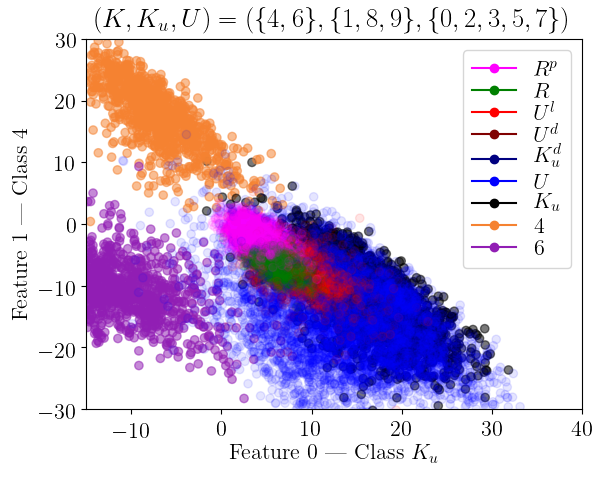 (K, K_u, U) = ({4, 6}, {1, 8, 9}, {0, 2, 3, 5, 7})
30
20
10
0
−10
−20
−30
Feature 1 — Class 4
R^p
R
U^l
U^d
K_u^d
U
K_u
4
6
−10
0
10
20
30
40
Feature 0 — Class K_u